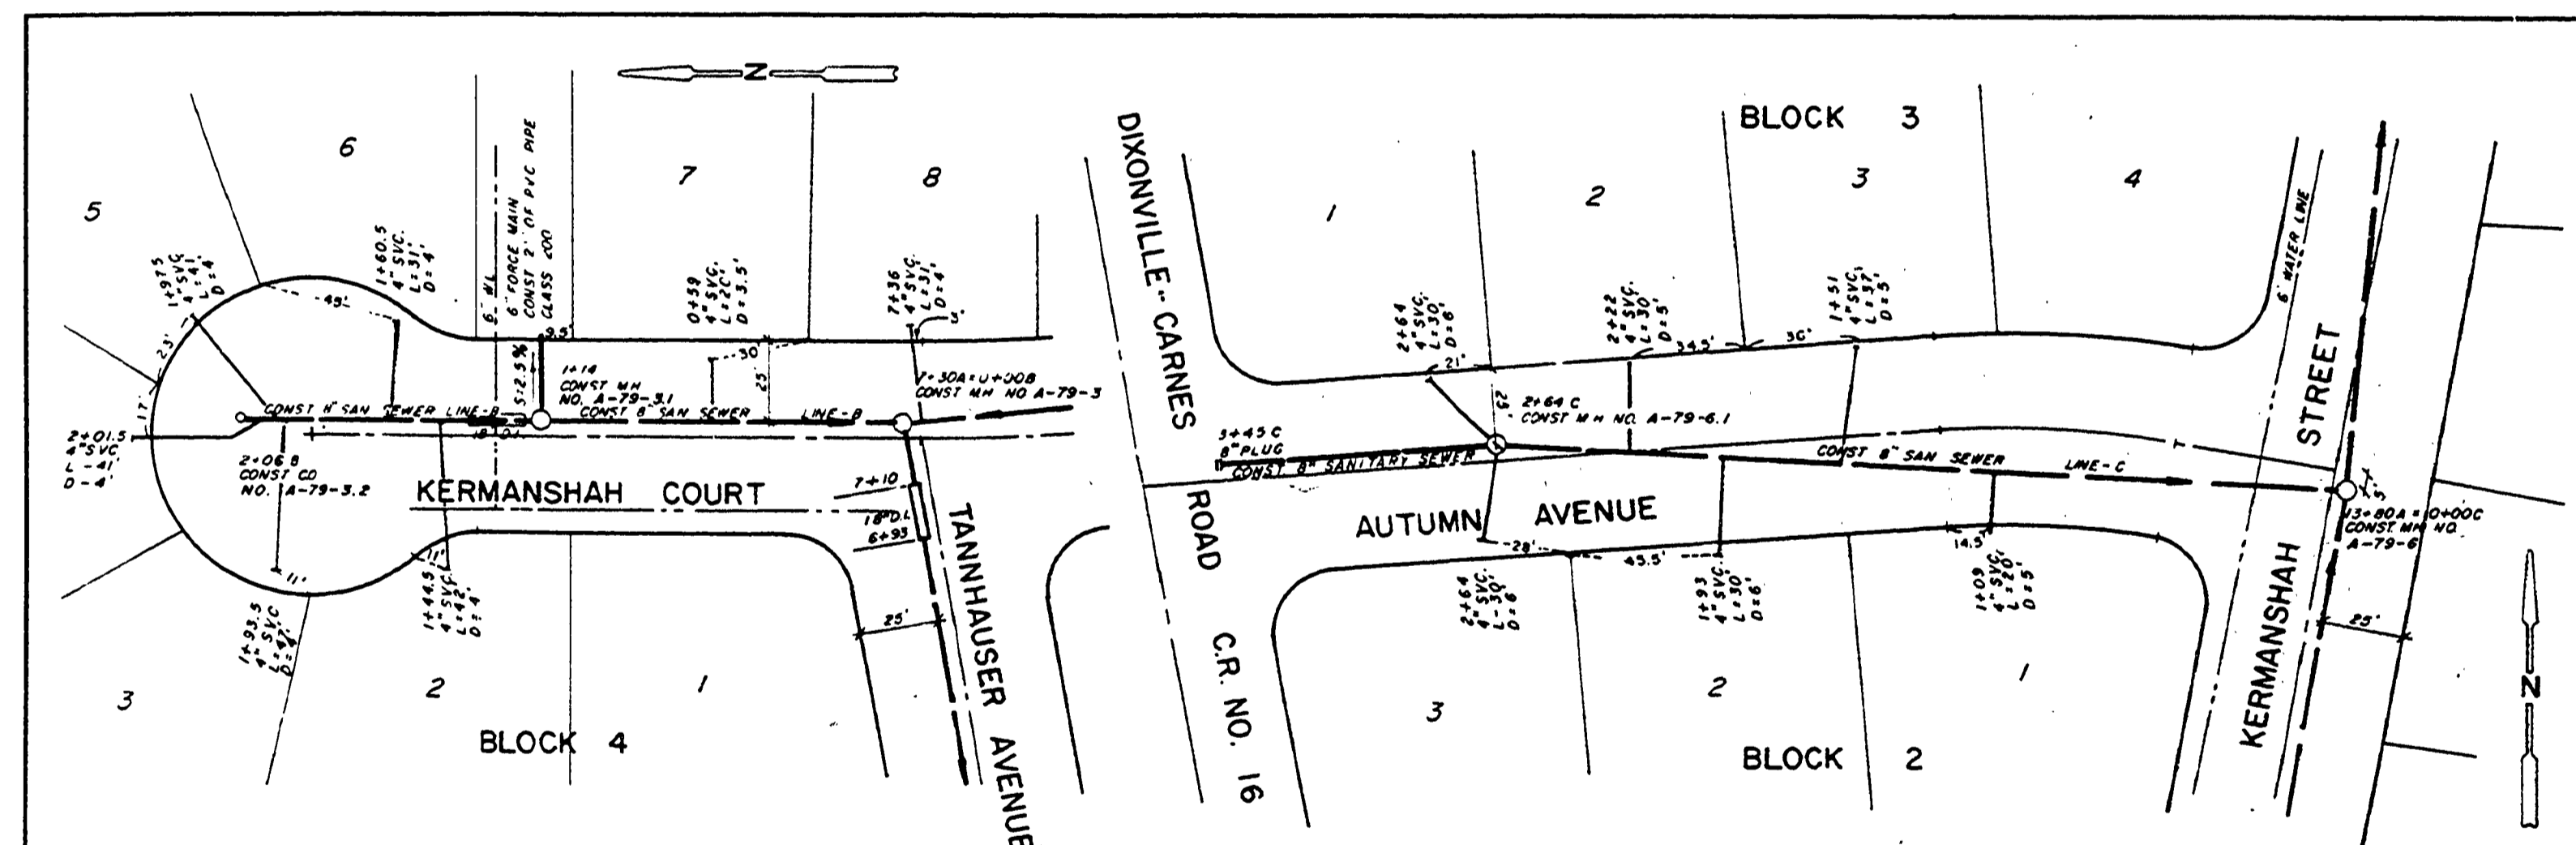 N
BLOCK 3
6
7
8
5
1
2
3
4
6" WL
6" FORCE MAIN
CONST 2' OF PVC PIPE
CLASS 200
S=2.5%
9.5'
1+97.5
4" SVC.
L=41'
D=4'
1+60.5
4" SVC.
L=31'
D=4'
45'
23'
17'
0+59
4" SVC.
D=3.5'
30'
25'
7+36
4" SVC.
L=31'
D=4'
5'
1+14
CONST MH
NO. A-79-3.1
7+30A=0+00B
CONST MH NO A-79-3
CONST 8" SAN SEWER LINE-B
CONST 8" SAN SEWER LINE-B
2+01.5
4" SVC
L-41'
D-4'
2+06 B
CONST CO
NO. A-79-3.2
KERMANSHAH COURT
7+10
18" D.I.
6+93
25'
TANNHAUSER AVENUE
11'
1+93.5
4" SVC
L=47'
D=4'
11'
1+44.5
4" SVC.
L=42'
D=4'
3
2
1
BLOCK 4
DIXONVILLE-CARNES
ROAD C.R. NO. 16
2+64
4" SVC.
L=30'
D=6'
21'
25'
2+22
4" SVC.
L=30'
D=5'
34.5'
36'
1+51
4" SVC.
L=37'
D=5'
2+64 C
CONST MH NO. A-79-6.1
3+45 C
8" PLUG
CONST 8" SANITARY SEWER
CONST 8" SAN SEWER LINE-C
AUTUMN AVENUE
28'
2+64
4" SVC.
L-30'
D=6'
45.5'
1+93
4" SVC.
L=30'
D=6'
14.5'
1+09
4" SVC.
L=20'
D=5'
3
2
1
BLOCK 2
6" WATER LINE
KERMANSHAH STREET
5'
13+80A=0+00C
CONST. MH NO.
A-79-6
25'
N